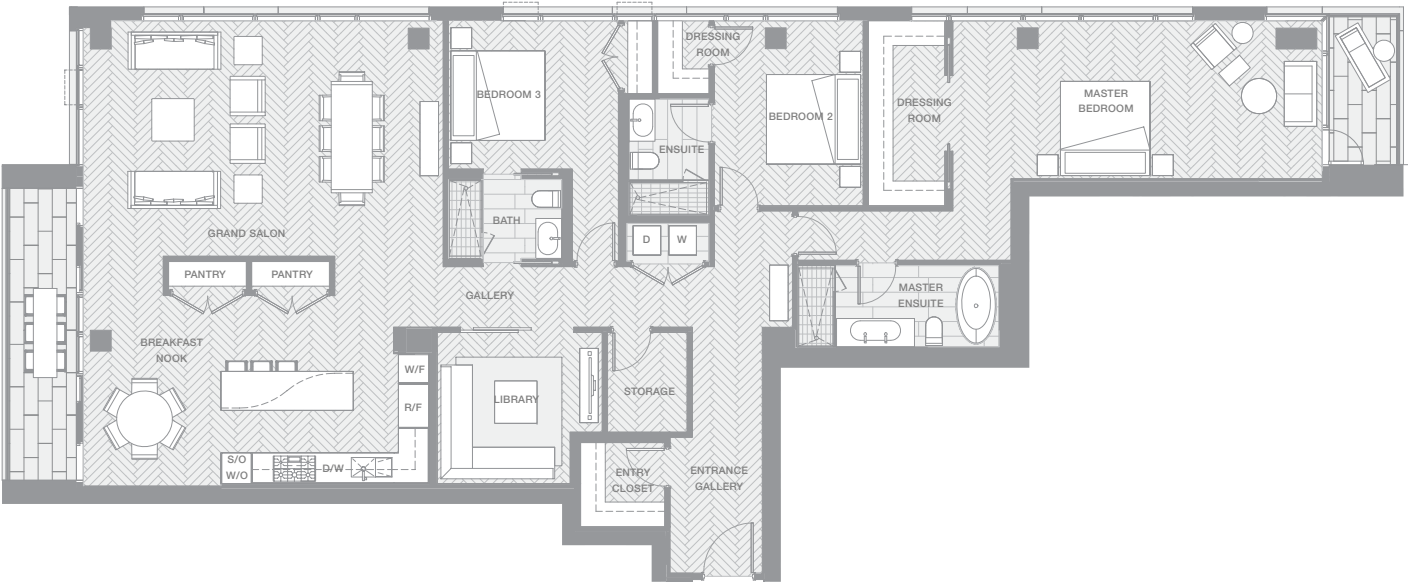 DRESSING
ROOM
BEDROOM 3
BEDROOM 2
DRESSING
ROOM
MASTER
BEDROOM
ENSUITE
BATH
GRAND SALON
D
W
PANTRY
PANTRY
GALLERY
MASTER
ENSUITE
BREAKFAST
NOOK
W/F
R/F
LIBRARY
STORAGE
S/O
W/O
D/W
ENTRY
CLOSET
ENTRANCE
GALLERY